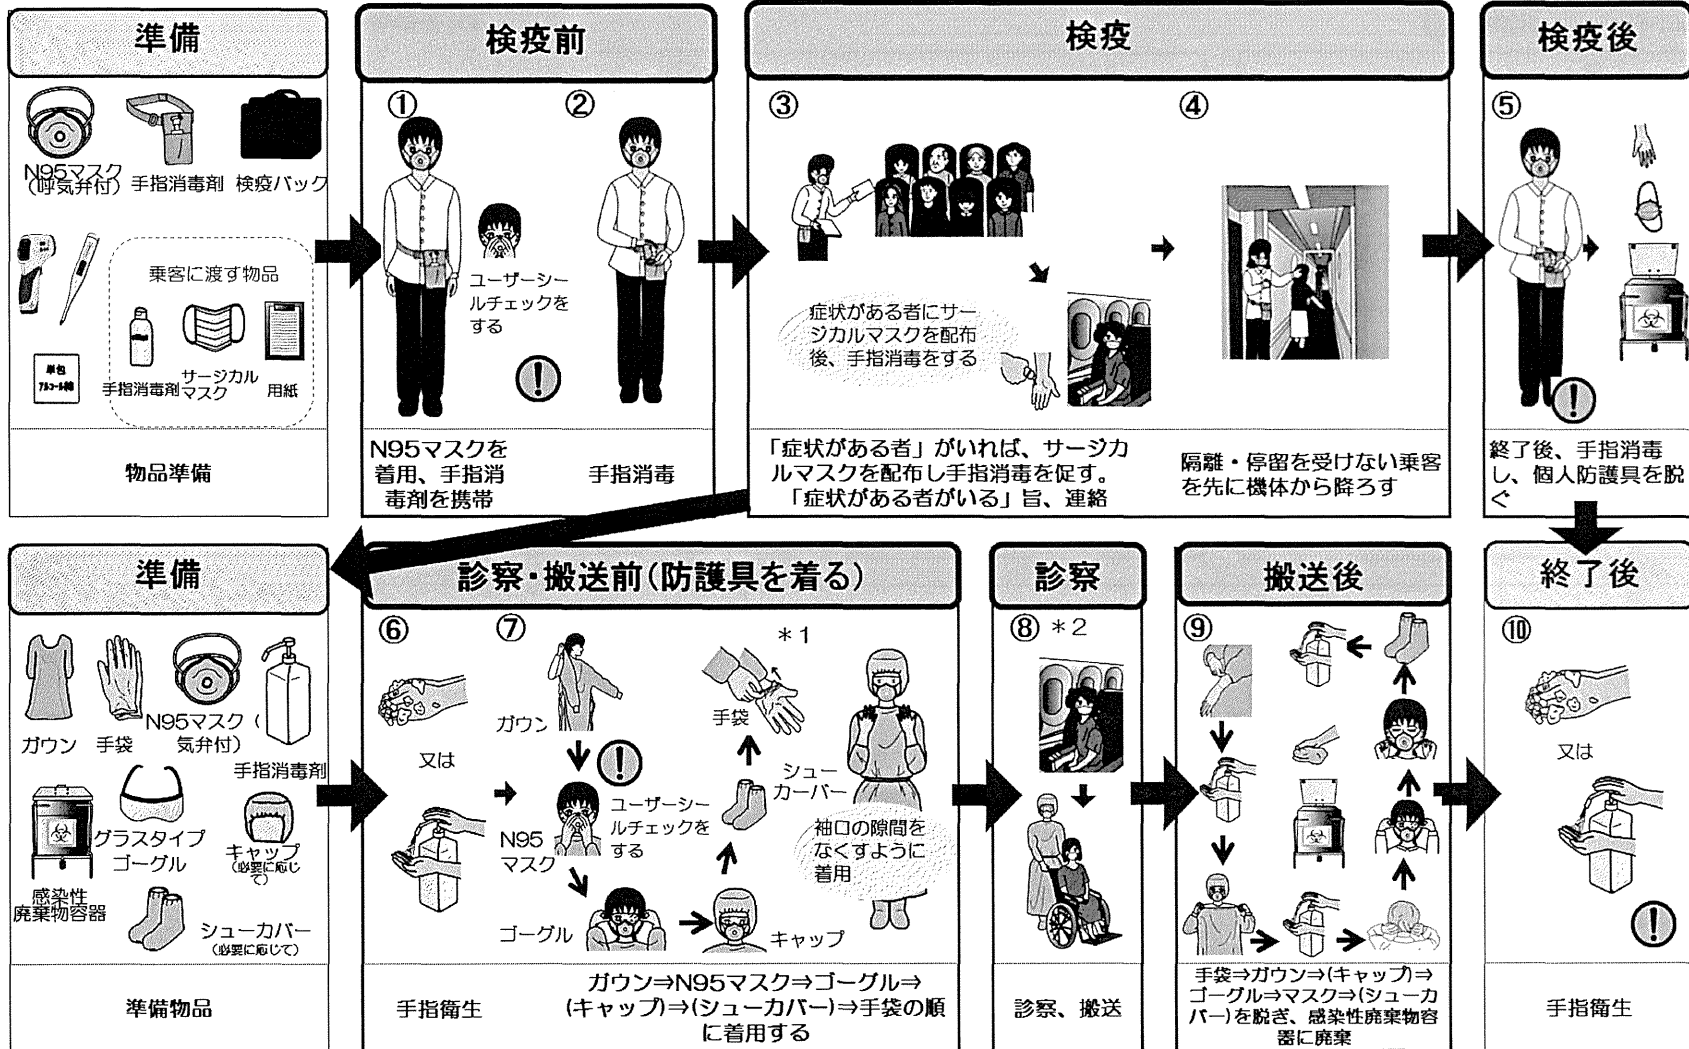 準備
N95マスク
(呼気弁付)
手指消毒剤
検疫バック
乗客に渡す物品
単包
アルコール綿
手指消毒剤
サージカル
マスク
用紙
物品準備
検疫前
①
②
ユーザーシー
ルチェックを
する
N95マスクを
着用、手指消
毒剤を携帯
手指消毒
検疫
③
④
症状がある者にサー
ジカルマスクを配布
後、手指消毒をする
「症状がある者」がいれば、サージカ
ルマスクを配布し手指消毒を促す。
「症状がある者がいる」旨、連絡
隔離・停留を受けない乗客
を先に機体から降ろす
検疫後
⑤
終了後、手指消毒
し、個人防護具を脱
ぐ
準備
ガウン
手袋
N95マスク (
気弁付)
手指消毒剤
感染性
廃棄物容器
グラスタイプ
ゴーグル
キャップ
(必要に応じ
て)
シューカバー
(必要に応じて)
準備物品
診察・搬送前(防護具を着る)
⑥
又は
手指衛生
⑦
ガウン
N95
マスク
ユーザーシー
ルチェックを
する
ゴーグル
キャップ
シュー
カーバー
手袋
*1
袖口の隙間を
なくすように
着用
ガウン⇒N95マスク⇒ゴーグル⇒
(キャップ)⇒(シューカバー)⇒手袋の順
に着用する
診察
⑧ *2
診察、搬送
搬送後
⑨
手袋⇒ガウン⇒(キャップ)⇒
ゴーグル⇒マスク⇒(シューカ
バー)を脱ぎ、感染性廃棄物容
器に廃棄
終了後
⑩
又は
手指衛生